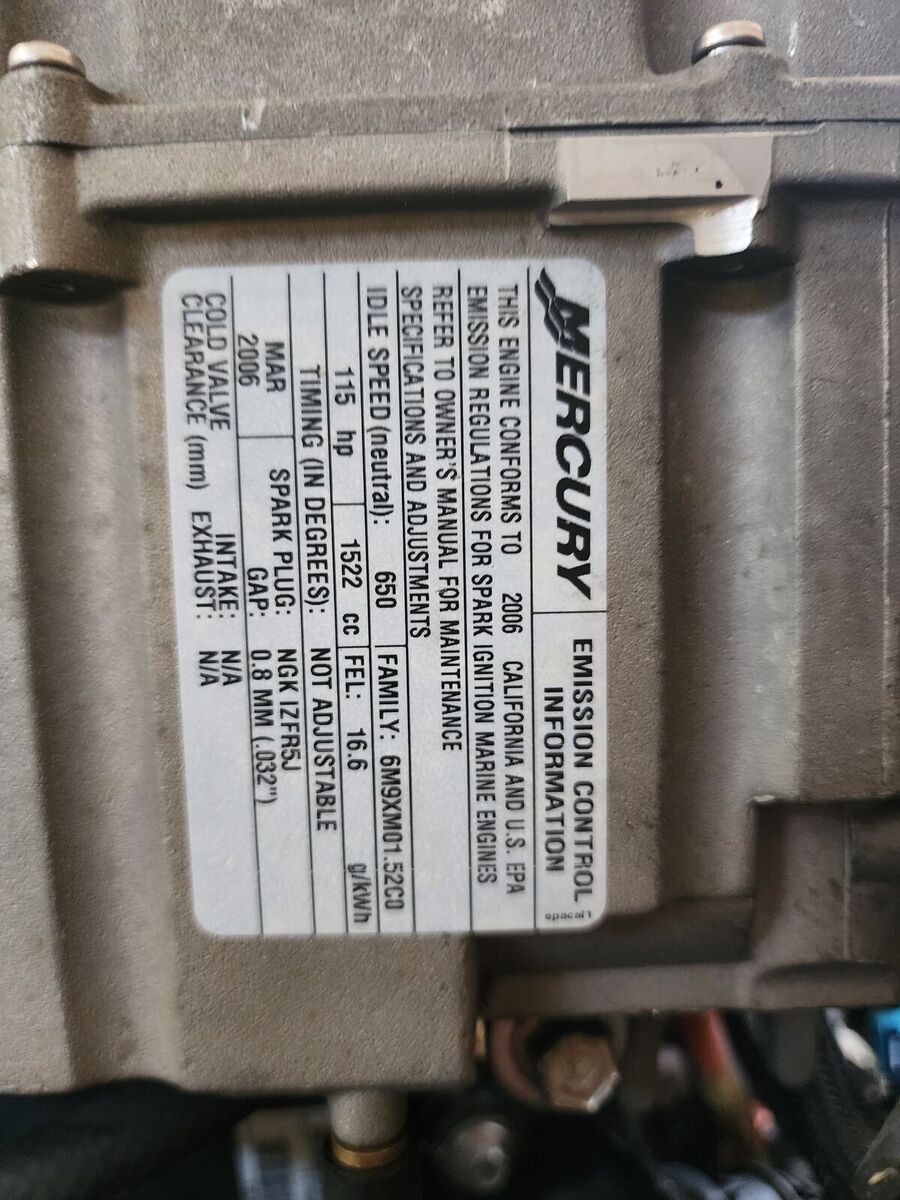 MERCURY
EMISSION CONTROL
INFORMATION
epacal1
THIS ENGINE CONFORMS TO 2006 CALIFORNIA AND U.S. EPA
EMISSION REGULATIONS FOR SPARK IGNITION MARINE ENGINES
REFER TO OWNER'S MANUAL FOR MAINTENANCE
SPECIFICATIONS AND ADJUSTMENTS
IDLE SPEED (neutral): 650 FAMILY: 6M9XM01.52C0
115 hp 1522 cc FEL: 16.6 g/kWh
TIMING (IN DEGREES): NOT ADJUSTABLE
MAR SPARK PLUG: NGK IZFR5J
2006 GAP: 0.8 MM (.032")
COLD VALVE INTAKE: N/A
CLEARANCE (mm) EXHAUST: N/A